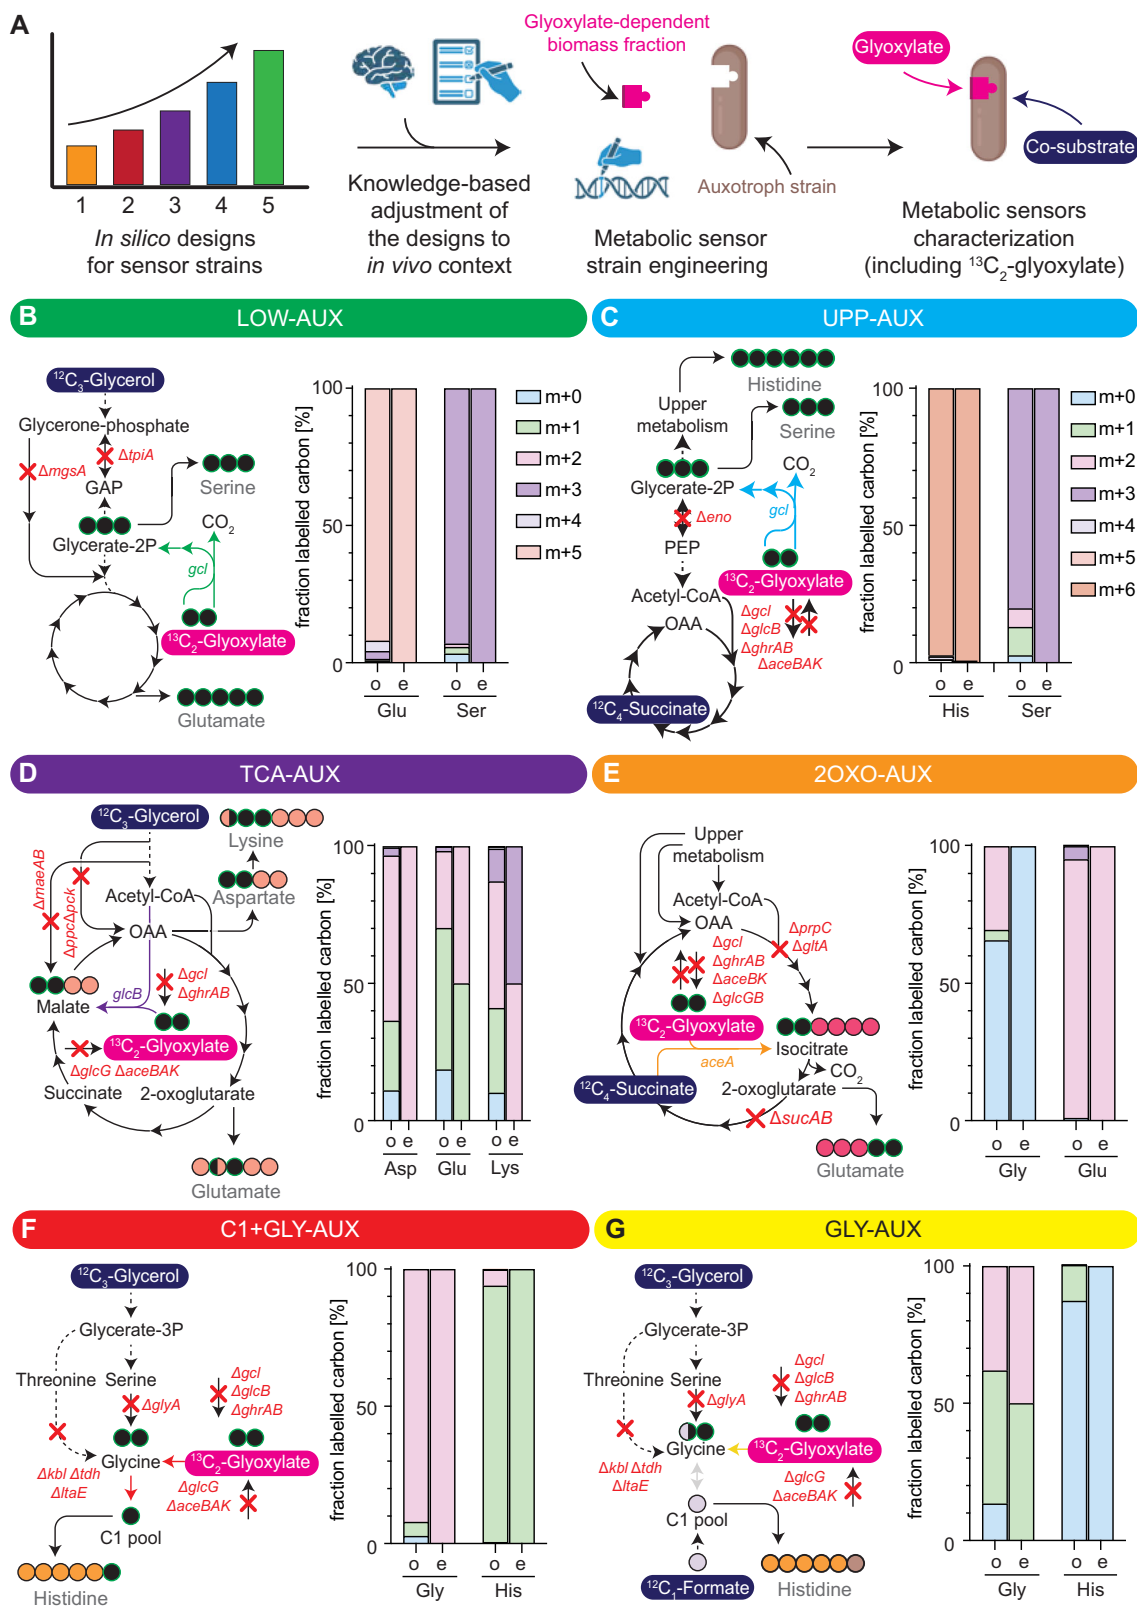 A
Glyoxylate-dependent
biomass fraction
Glyoxylate
Co-substrate
Auxotroph strain
1 2 3 4 5
In silico designs
for sensor strains
Knowledge-based
adjustment of
the designs to
in vivo context
Metabolic sensor
strain engineering
Metabolic sensors
characterization
(including ¹³C₂-glyoxylate)
B LOW-AUX
¹²C₃-Glycerol
Glycerone-phosphate
ΔmgsA
ΔtpiA
GAP
Serine
CO₂
Glycerate-2P
gcl
¹³C₂-Glyoxylate
Glutamate
fraction labelled carbon [%]
100
50
0
o e o e
Glu Ser
m+0
m+1
m+2
m+3
m+4
m+5
C UPP-AUX
Histidine
Upper
metabolism
Serine
CO₂
Glycerate-2P
gcl
Δeno
PEP
¹³C₂-Glyoxylate
Acetyl-CoA
OAA
Δgcl
ΔglcB
ΔghrAB
ΔaceBAK
¹²C₄-Succinate
fraction labelled carbon [%]
100
50
0
o e o e
His Ser
m+0
m+1
m+2
m+3
m+4
m+5
m+6
D TCA-AUX
¹²C₃-Glycerol
Lysine
ΔmaeAB
ΔppcΔpck
Acetyl-CoA
Aspartate
OAA
Δgcl
ΔghrAB
glcB
Malate
¹³C₂-Glyoxylate
ΔglcG ΔaceBAK
Succinate
2-oxoglutarate
Glutamate
fraction labelled carbon [%]
100
50
0
o e o e o e
Asp Glu Lys
E 2OXO-AUX
Upper
metabolism
Acetyl-CoA
OAA
ΔprpC
ΔgltA
Δgcl
ΔghrAB
ΔaceBK
ΔglcGB
¹³C₂-Glyoxylate
aceA
Isocitrate
CO₂
¹²C₄-Succinate
2-oxoglutarate
ΔsucAB
Glutamate
fraction labelled carbon [%]
100
50
0
o e o e
Gly Glu
F C1+GLY-AUX
¹²C₃-Glycerol
Glycerate-3P
Threonine Serine
ΔglyA
Δgcl
ΔglcB
ΔghrAB
Glycine
¹³C₂-Glyoxylate
Δkbl Δtdh
ΔltaE
ΔglcG
ΔaceBAK
C1 pool
Histidine
fraction labelled carbon [%]
100
50
0
o e o e
Gly His
G GLY-AUX
¹²C₃-Glycerol
Glycerate-3P
Threonine Serine
ΔglyA
Δgcl
ΔglcB
ΔghrAB
Glycine
¹³C₂-Glyoxylate
Δkbl Δtdh
ΔltaE
ΔglcG
ΔaceBAK
C1 pool
¹²C₁-Formate
Histidine
fraction labelled carbon [%]
100
50
0
o e o e
Gly His